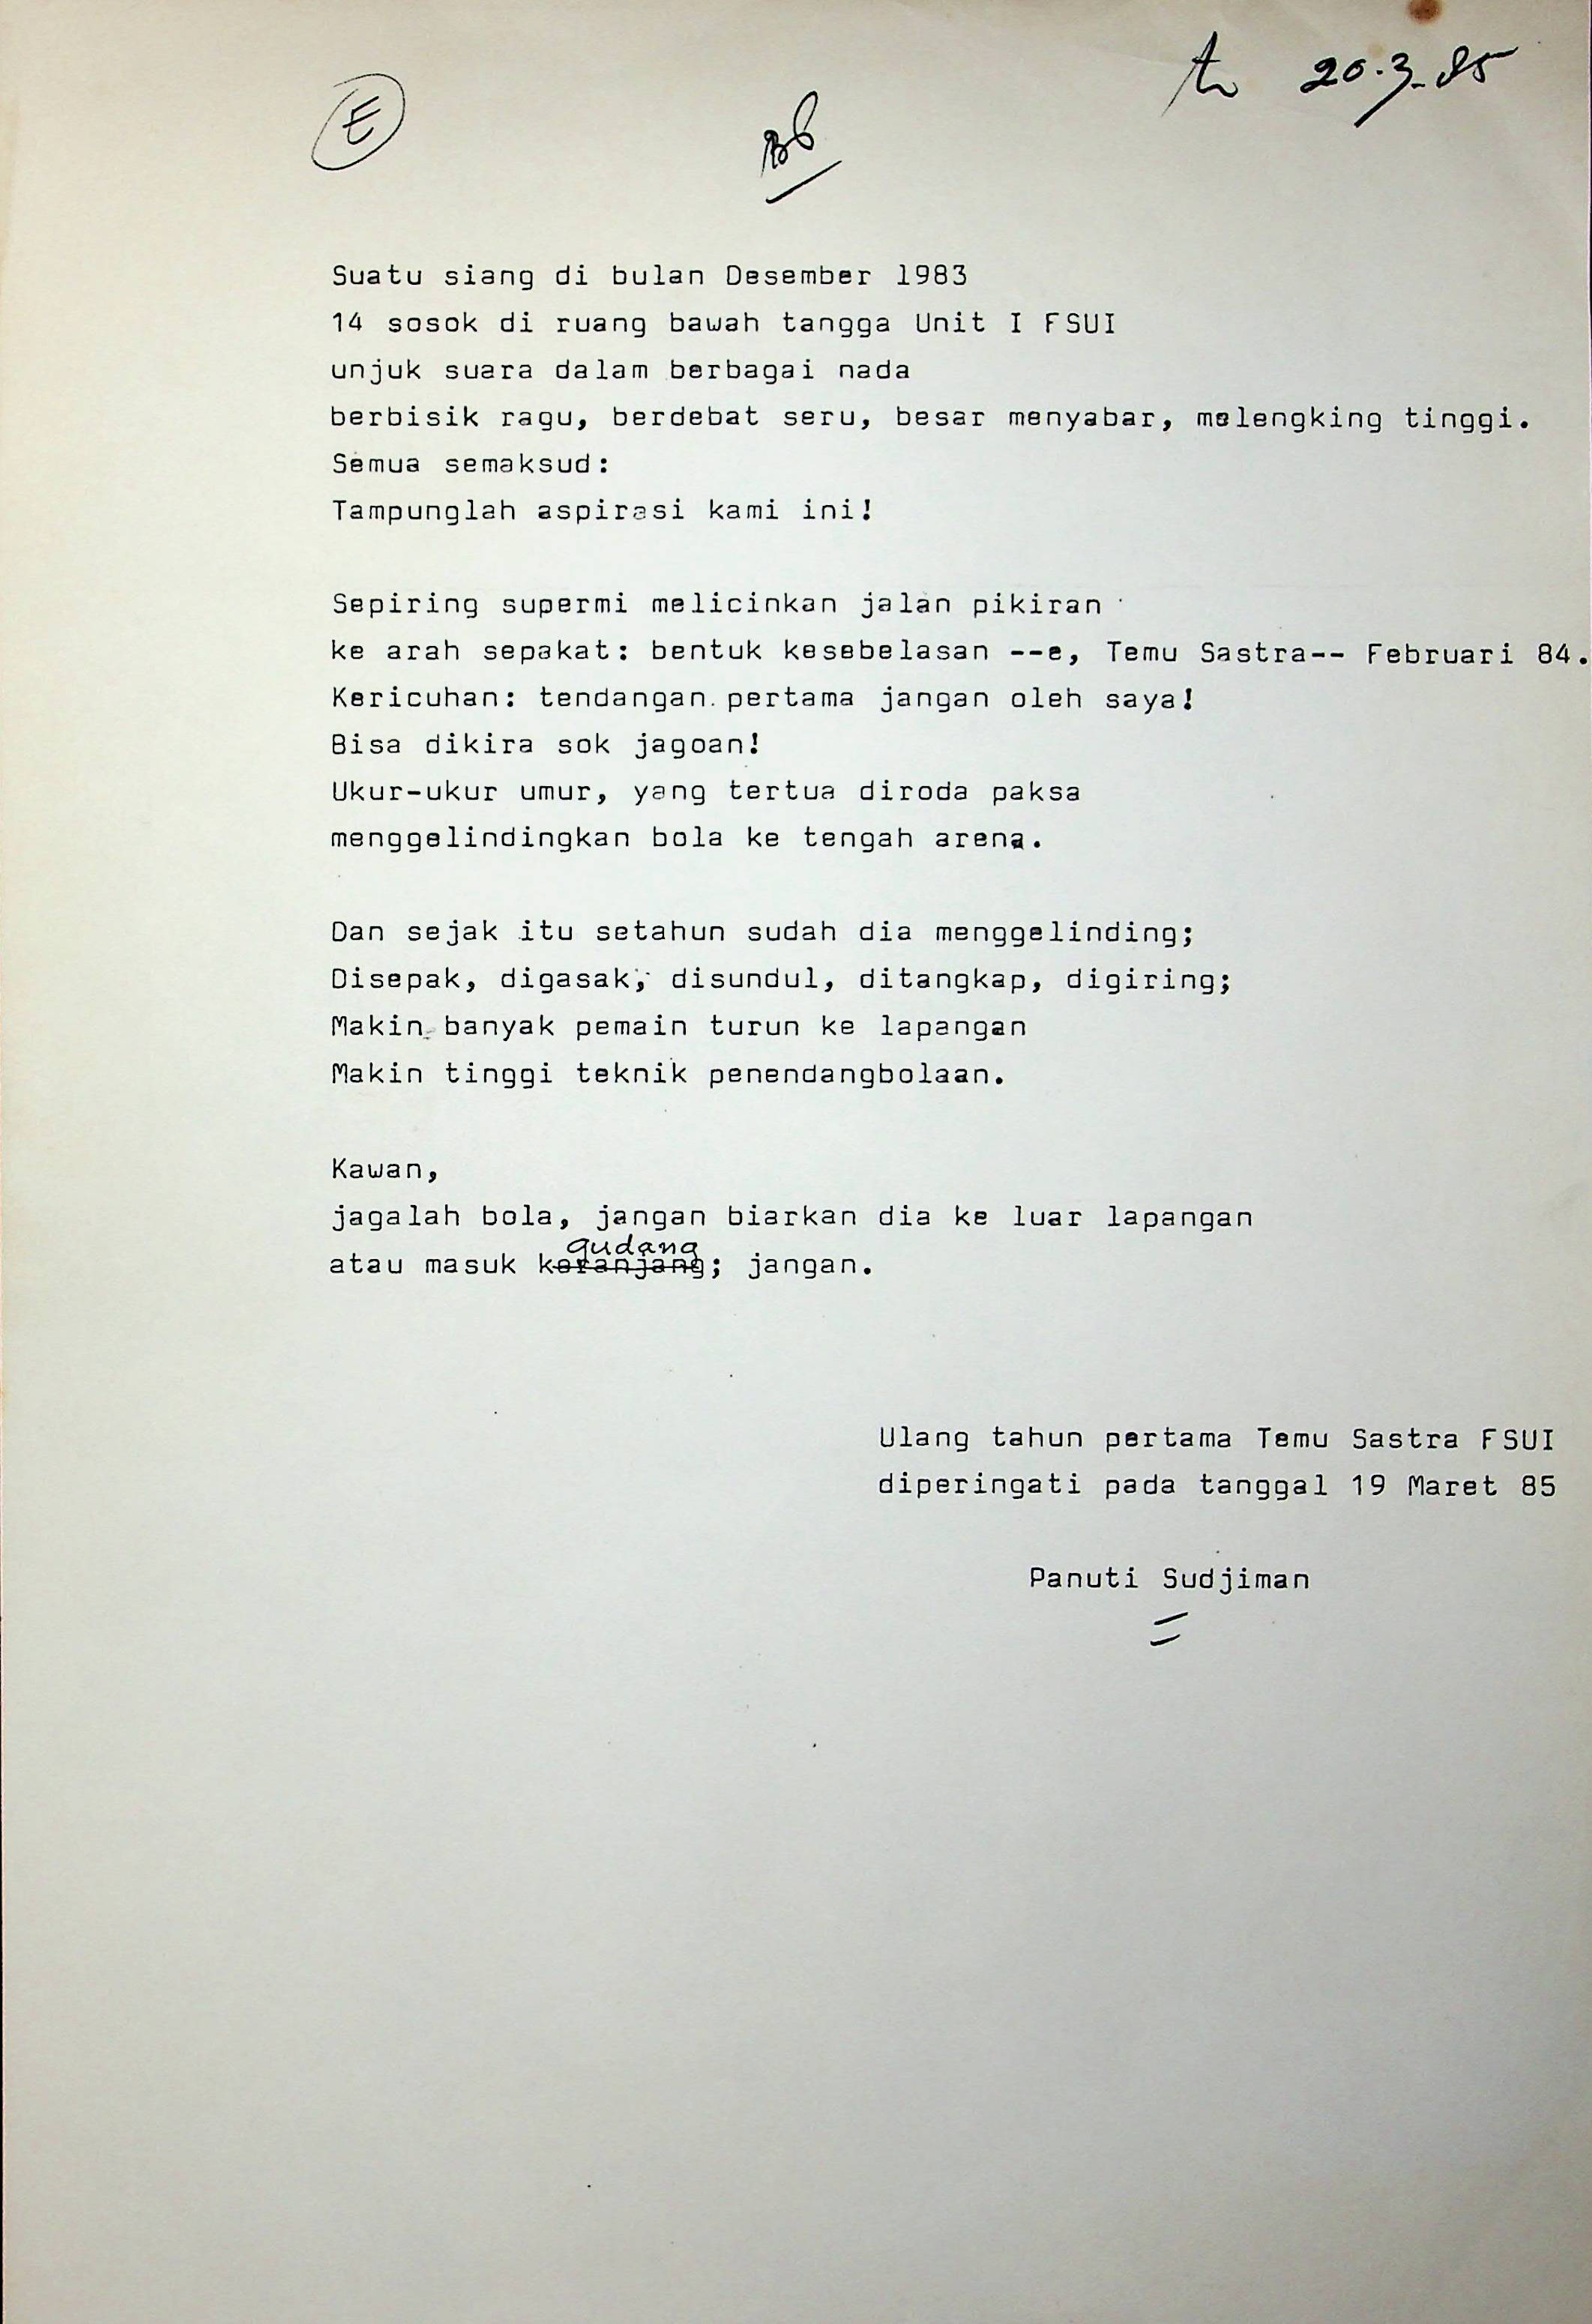 E
20.3.85
Suatu siang di bulan Desember 1983
14 sosok di ruang bawah tangga Unit I FSUI
unjuk suara dalam berbagai nada
berbisik ragu, berdebat seru, besar menyabar, melengking tinggi.
Semua semaksud:
Tampunglah aspirasi kami ini!
Sepiring supermi melicinkan jalan pikiran
ke arah sepakat: bentuk kesebelasan --e, Temu Sastra-- Februari 84.
Kericuhan: tendangan pertama jangan oleh saya!
Bisa dikira sok jagoan!
Ukur-ukur umur, yang tertua diroda paksa
menggelindingkan bola ke tengah arena.
Dan sejak itu setahun sudah dia menggelinding;
Disepak, digasak, disundul, ditangkap, digiring;
Makin banyak pemain turun ke lapangan
Makin tinggi teknik penendangbolaan.
Kawan,
jagalah bola, jangan biarkan dia ke luar lapangan
gudang
atau masuk keranjang; jangan.
Ulang tahun pertama Temu Sastra FSUI
diperingati pada tanggal 19 Maret 85
Panuti Sudjiman